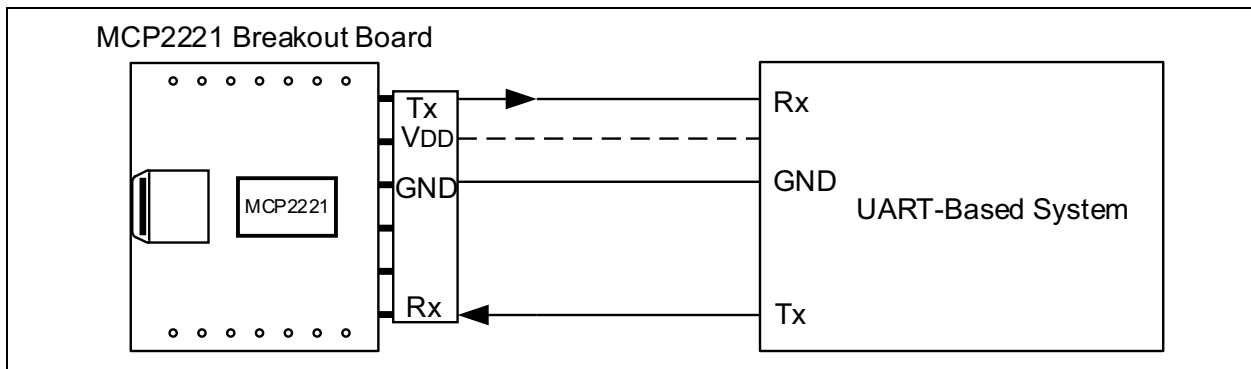 MCP2221 Breakout Board
Tx
VDD
GND
Rx
MCP2221
Rx
GND
UART-Based System
Tx